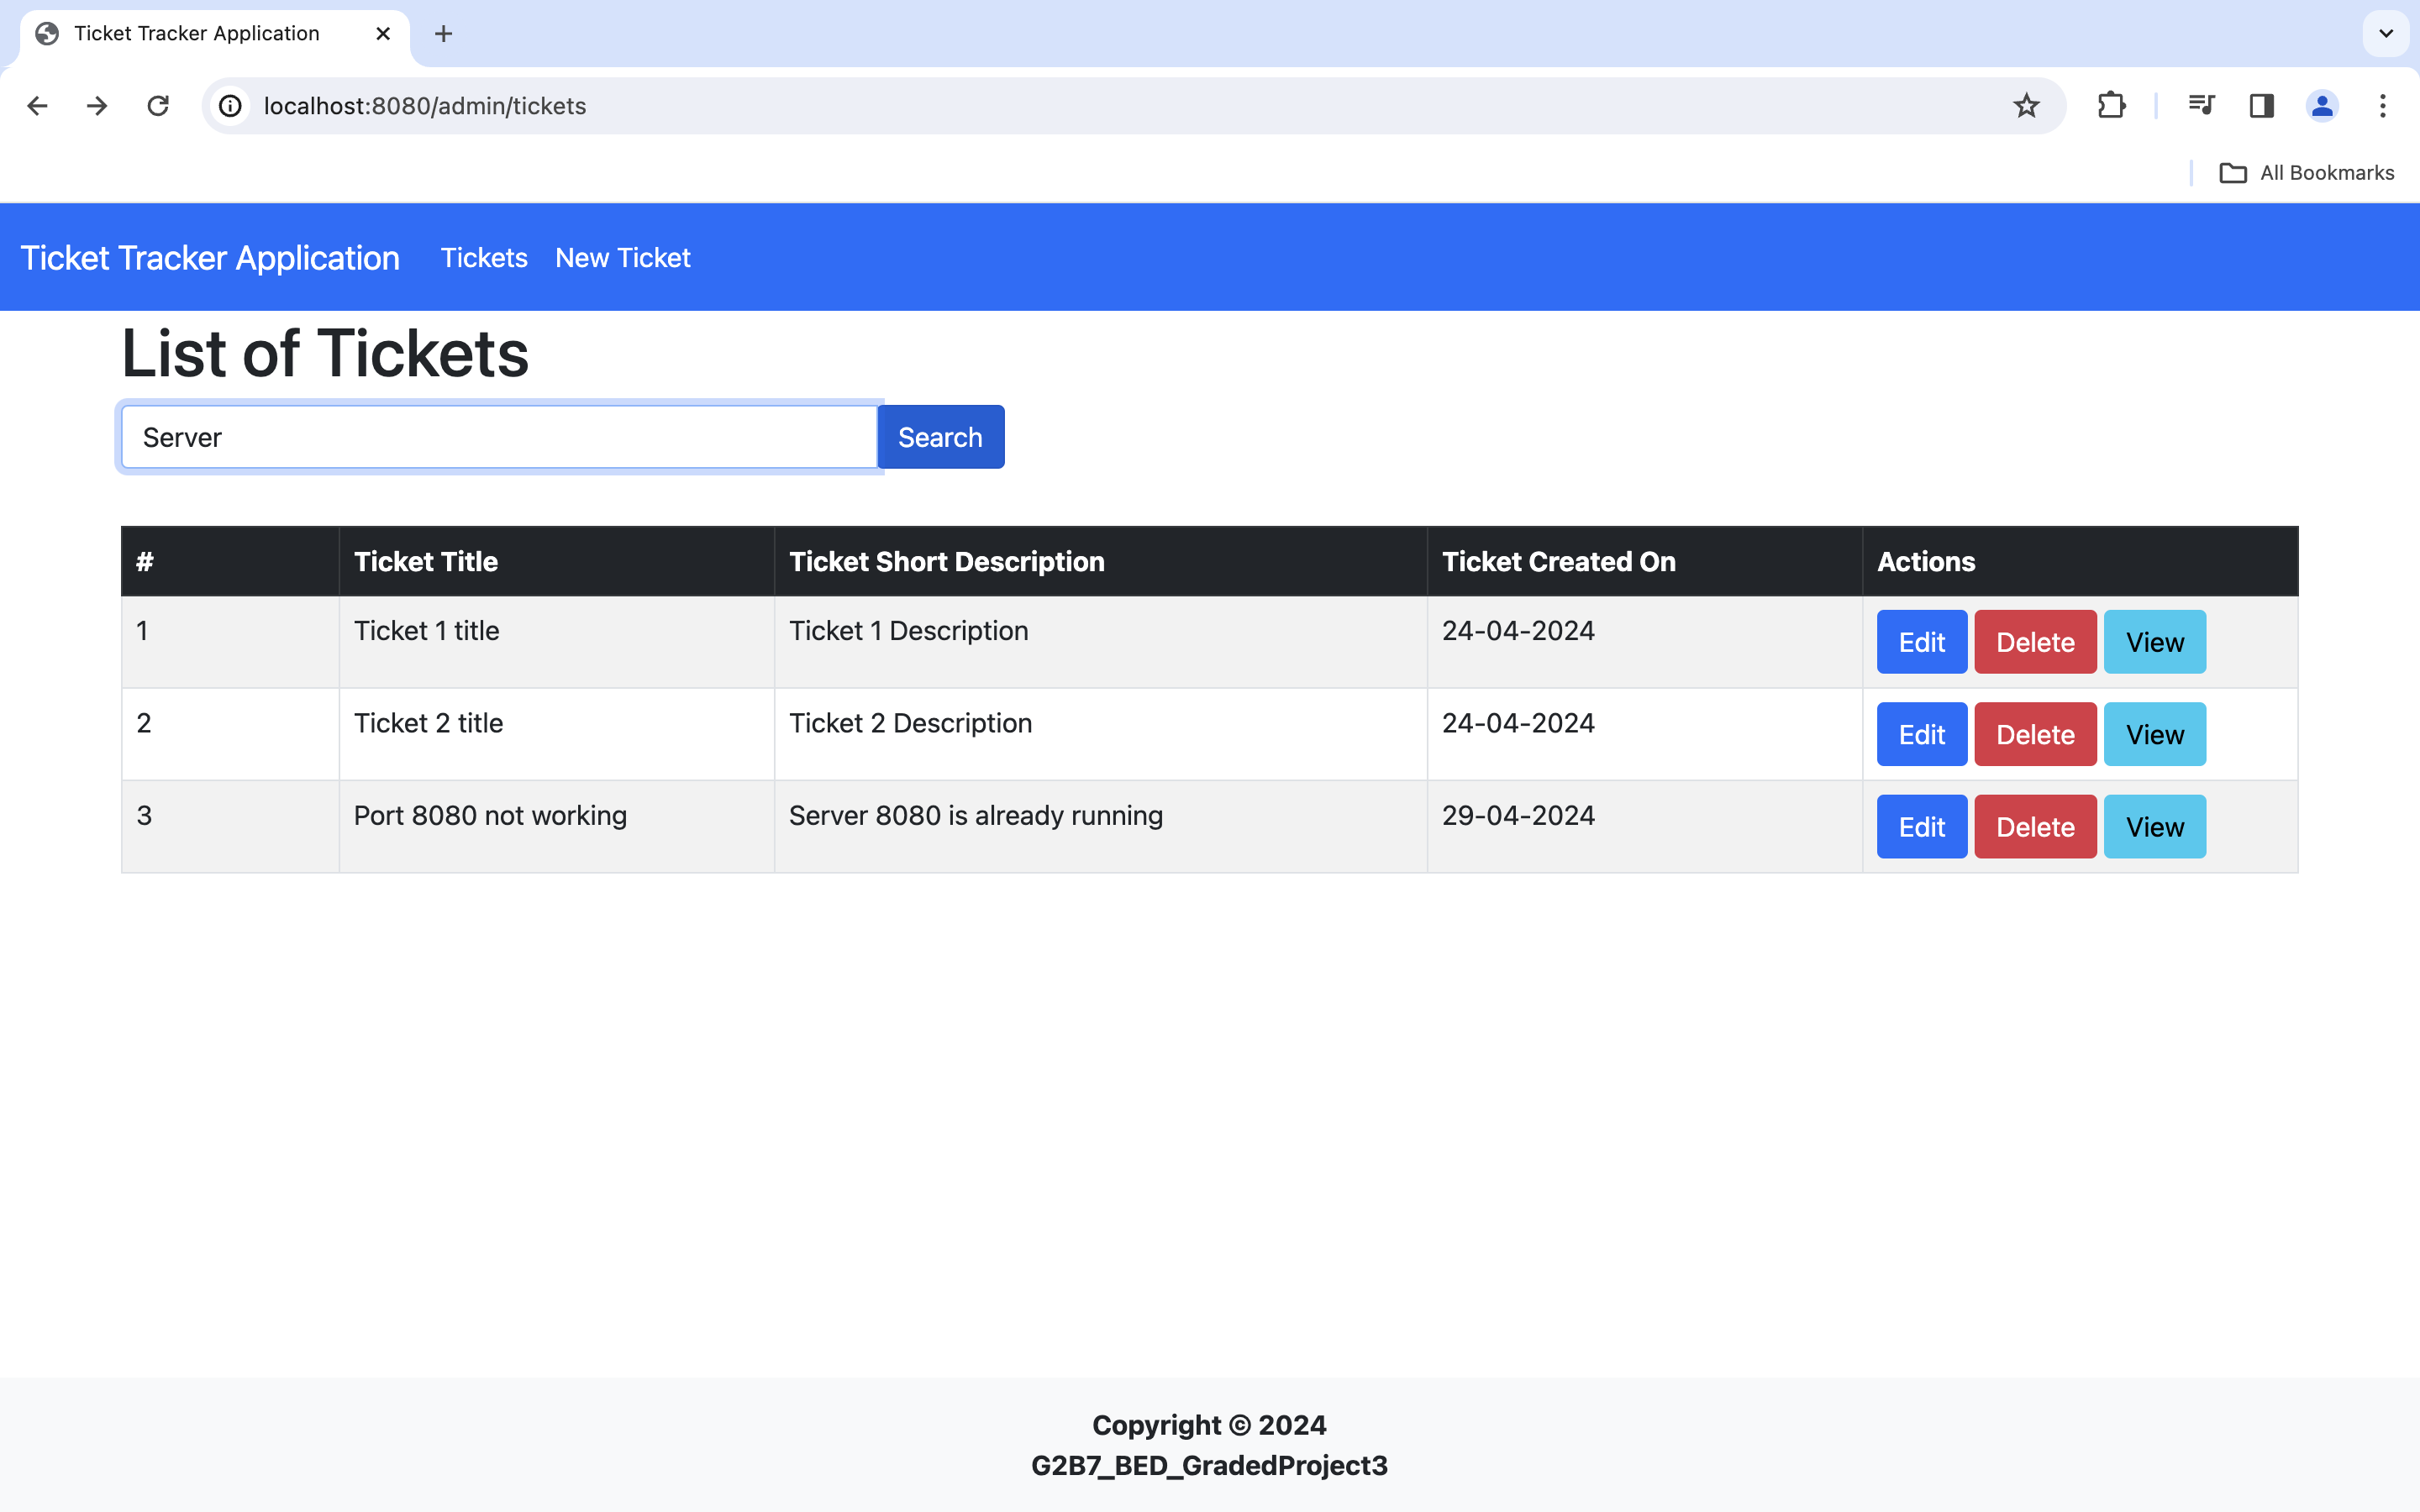 Ticket Tracker Application
localhost:8080/admin/tickets
All Bookmarks
Ticket Tracker Application Tickets New Ticket
List of Tickets
Server Search
# Ticket Title Ticket Short Description Ticket Created On Actions
1 Ticket 1 title Ticket 1 Description 24-04-2024 Edit Delete View
2 Ticket 2 title Ticket 2 Description 24-04-2024 Edit Delete View
3 Port 8080 not working Server 8080 is already running 29-04-2024 Edit Delete View
Copyright © 2024
G2B7_BED_GradedProject3